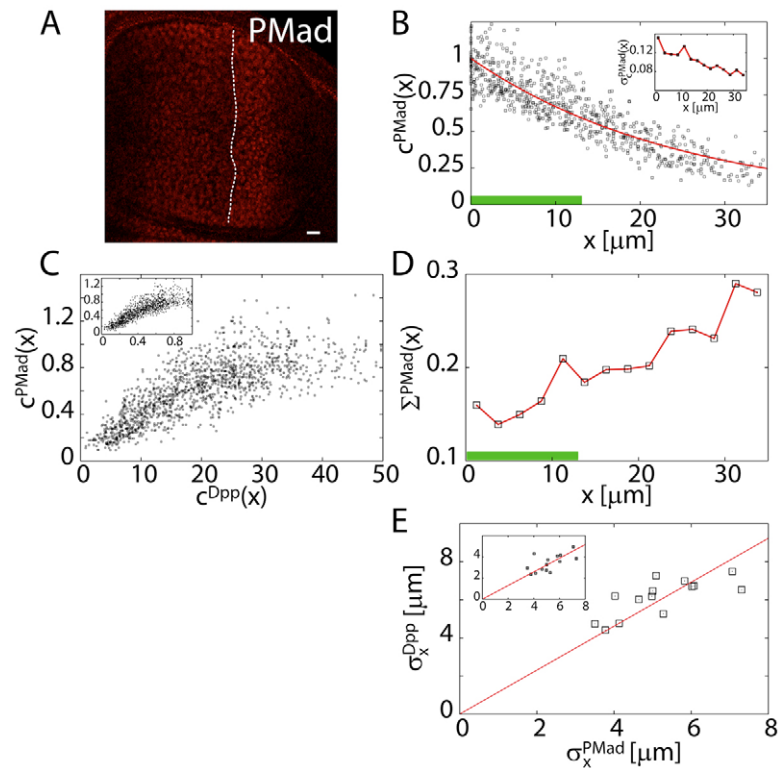 A
PMad
B
c^PMad(x)
1
0.75
0.5
0.25
0
0 10 20 30
x [μm]
σ_c^PMad(x)
0.12
0.08
0 10 20 30
x [μm]
C
c^PMad(x)
1.2
0.8
0.4
0
0 10 20 30 40 50
c^Dpp(x)
1.2
0.8
0.4
0
0 0.4 0.8
D
Σ^PMad(x)
0.3
0.2
0.1
0 10 20 30
x [μm]
E
σ_x^Dpp [μm]
8
6
4
2
0
0 2 4 6 8
σ_x^PMad [μm]
4
2
0
0 2 4 6 8